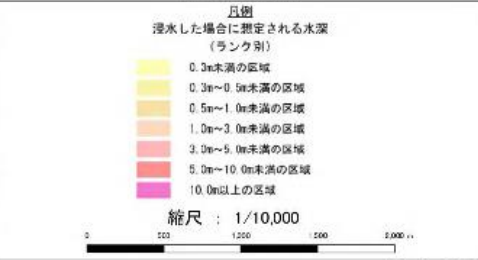 凡例
浸水した場合に想定される水深
(ランク別)
0.3m未満の区域
0.3m～0.5m未満の区域
0.5m～1.0m未満の区域
1.0m～3.0m未満の区域
3.0m～5.0m未満の区域
5.0m～10.0m未満の区域
10.0m以上の区域
縮尺 : 1/10,000
0 500 1,000 1,500 2,000 m